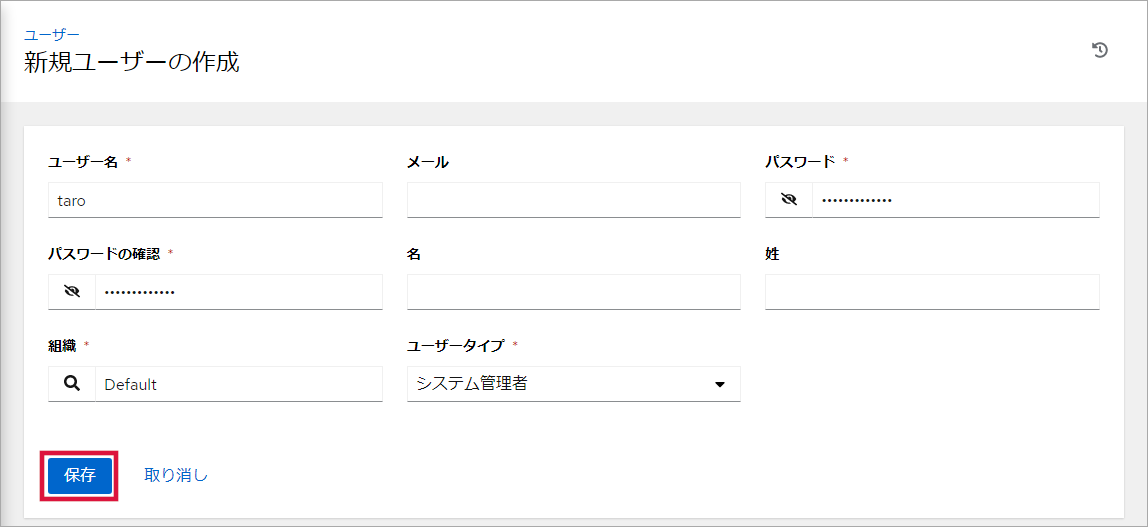 ユーザー
新規ユーザーの作成
ユーザー名 *
メール
パスワード *
taro
•••••••••••••
パスワードの確認 *
名
姓
•••••••••••••
組織 *
ユーザータイプ *
Default
システム管理者
保存
取り消し